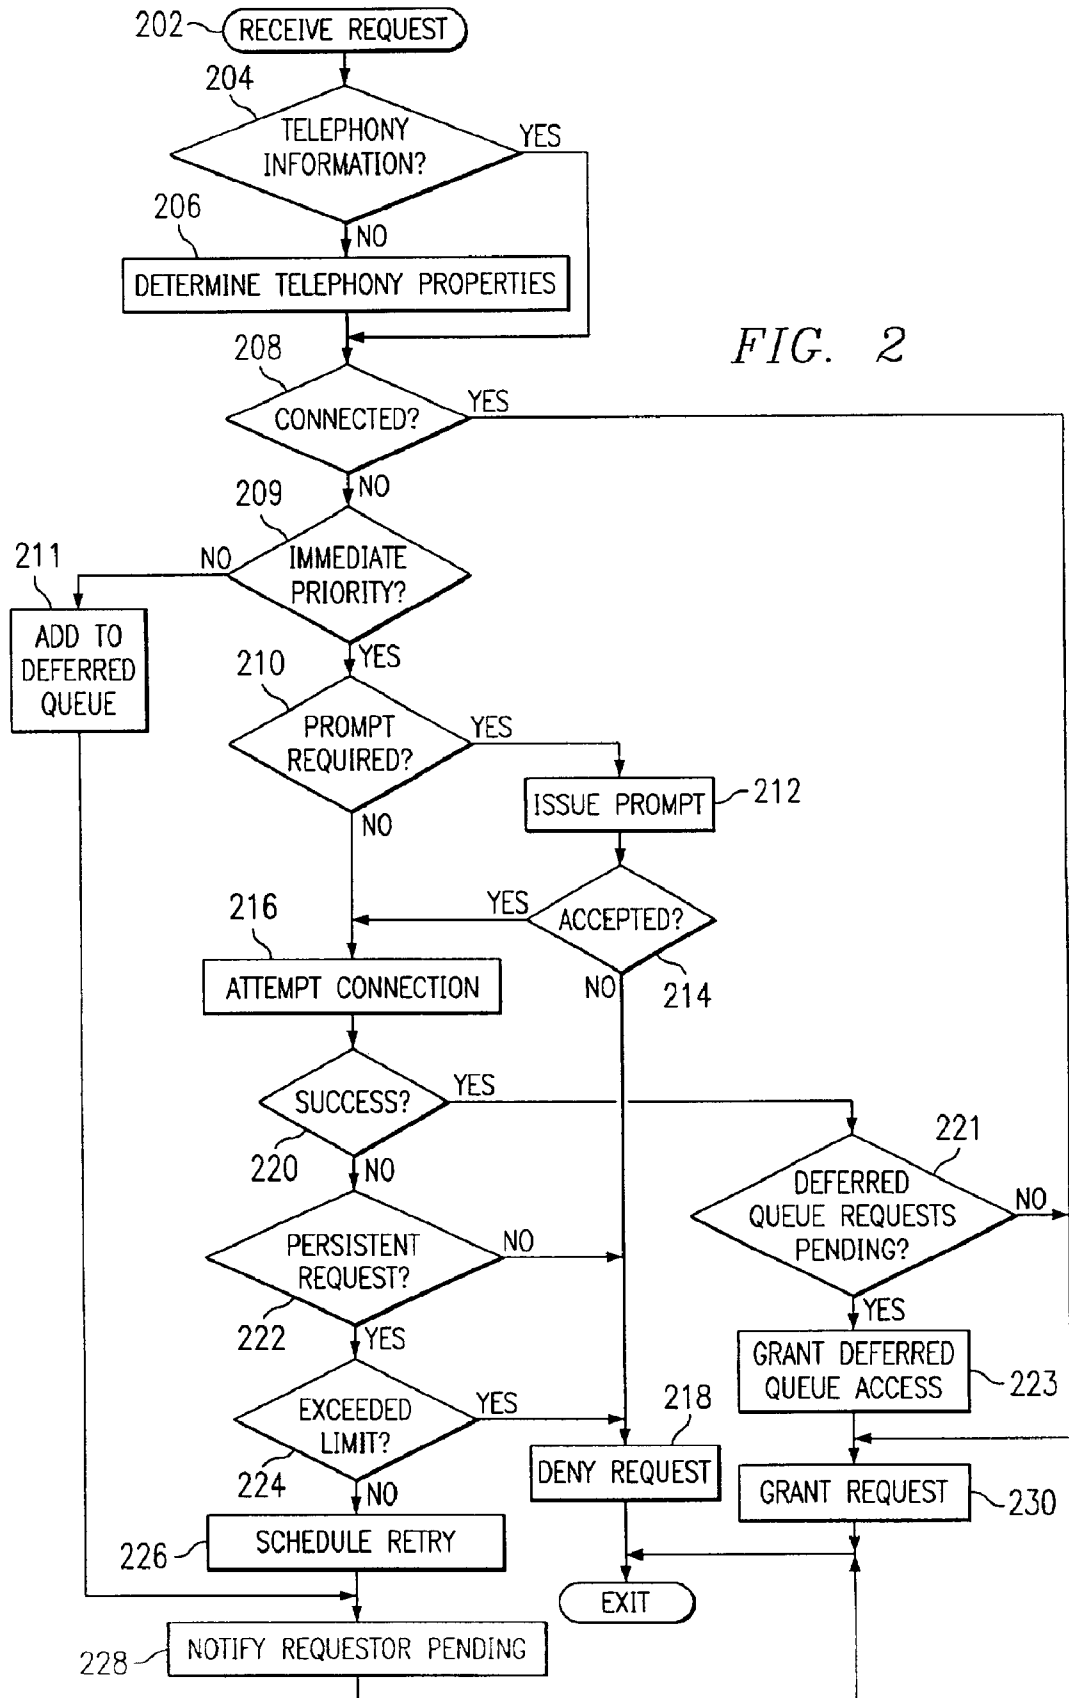 202
RECEIVE REQUEST
204
TELEPHONY
INFORMATION?
YES
206
NO
DETERMINE TELEPHONY PROPERTIES
FIG. 2
208
CONNECTED?
YES
NO
209
IMMEDIATE
PRIORITY?
NO
211
ADD TO
DEFERRED
QUEUE
YES
210
PROMPT
REQUIRED?
YES
ISSUE PROMPT
212
NO
ACCEPTED?
YES
214
NO
216
ATTEMPT CONNECTION
SUCCESS?
YES
220
NO
221
DEFERRED
QUEUE REQUESTS
PENDING?
NO
YES
PERSISTENT
REQUEST?
NO
222
YES
GRANT DEFERRED
QUEUE ACCESS
223
EXCEEDED
LIMIT?
YES
224
NO
218
DENY REQUEST
GRANT REQUEST
230
226
SCHEDULE RETRY
EXIT
228
NOTIFY REQUESTOR PENDING